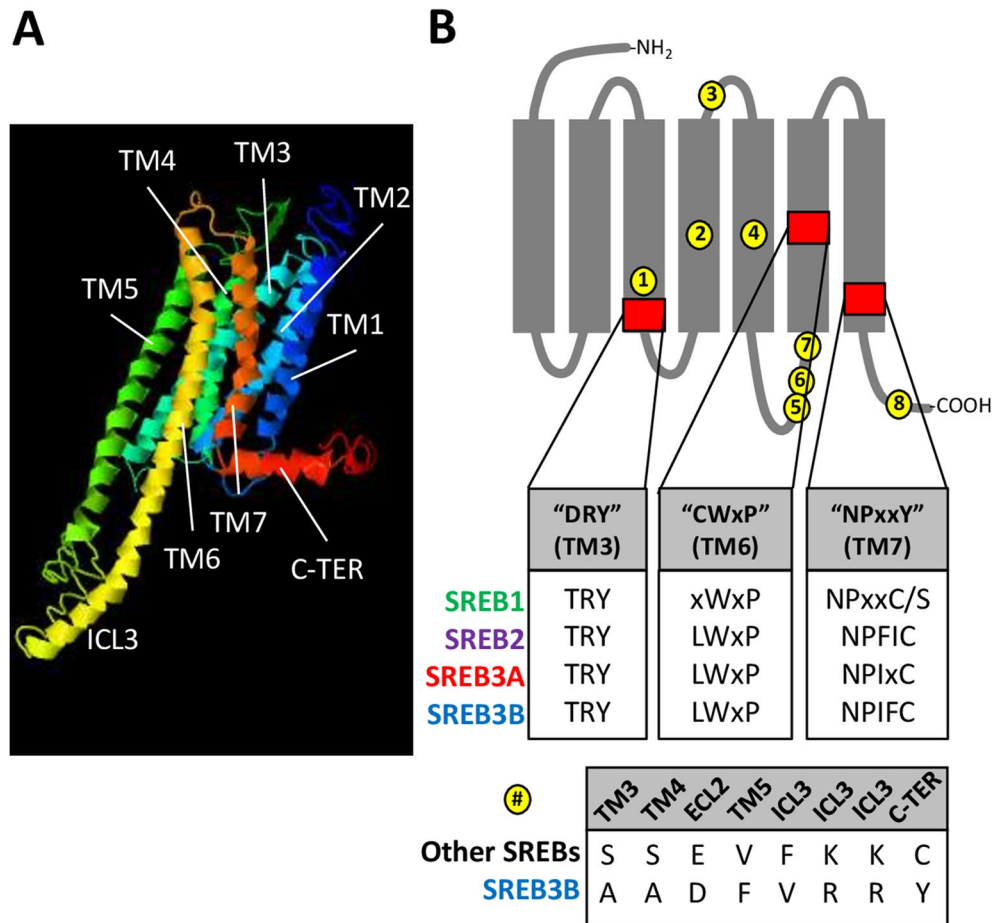 A
B
TM4
TM3
TM2
TM5
TM1
TM7
TM6
C-TER
ICL3
-NH2
3
2
4
1
7
6
5
8
-COOH
"DRY" "CWxP" "NPxxY"
(TM3) (TM6) (TM7)
SREB1 TRY xWxP NPxxC/S
SREB2 TRY LWxP NPFIC
SREB3A TRY LWxP NPIxC
SREB3B TRY LWxP NPIFC
# TM3 TM4 ECL2 TM5 ICL3 ICL3 ICL3 C-TER
Other SREBs S S E V F K K C
SREB3B A A D F V R R Y